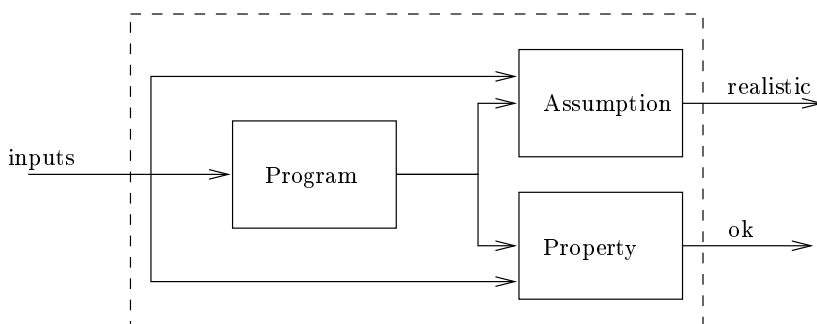 realistic
Assumption
inputs
Program
ok
Property